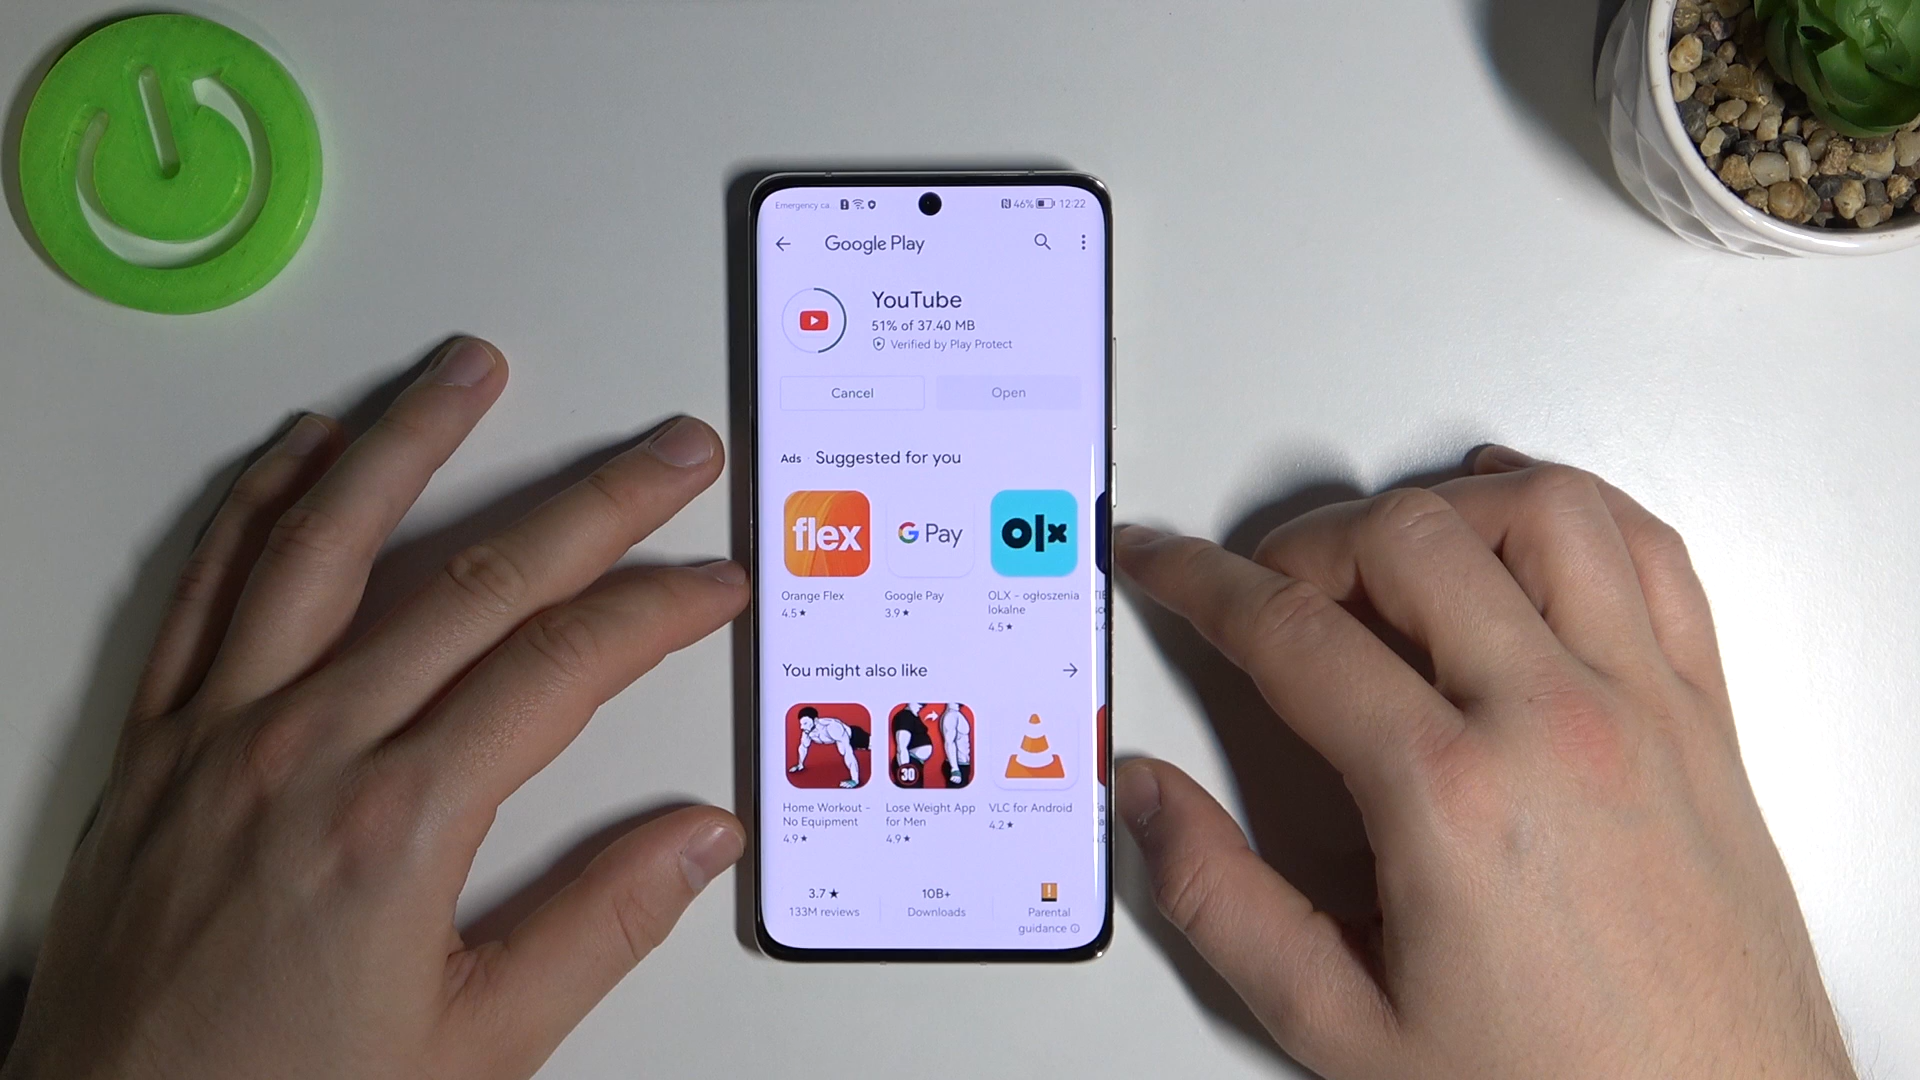 Emergency ca...
46% 12:22
Google Play
YouTube
51% of 37.40 MB
Verified by Play Protect
Cancel
Open
Ads · Suggested for you
flex
G Pay
olx
Orange Flex
4.5★
Google Pay
3.9★
OLX - ogłoszenia
lokalne
4.5★
You might also like
30
Home Workout -
No Equipment
4.9★
Lose Weight App
for Men
4.9★
VLC for Android
4.2★
3.7★
133M reviews
10B+
Downloads
Parental
guidance